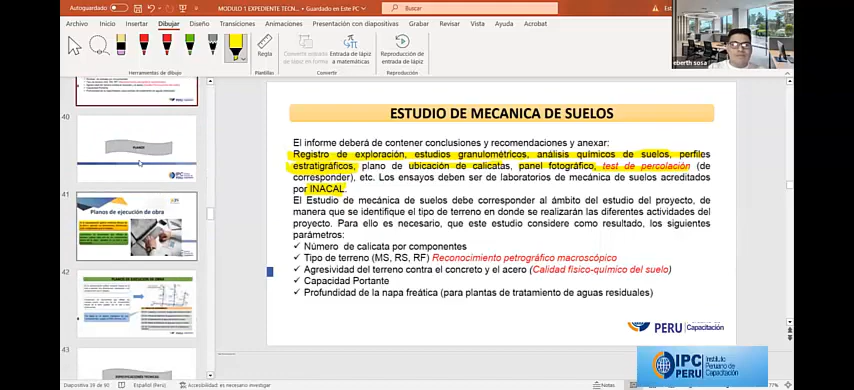 Autoguardado
MODULO 1 EXPEDIENTE TECN... • Guardado en Este PC
Buscar
Archivo Inicio Insertar Dibujar Diseño Transiciones Animaciones Presentación con diapositivas Grabar Revisar Vista Ayuda Acrobat
Regla
Convertir
Entrada de lápiz a matemáticas
Reproducción de entrada de lápiz
Herramientas de dibujo
Plantillas
Convertir
Reproducción
eberth sosa
40
PLANOS
41
Planos de ejecución de obra
42
PLANOS DE EJECUCION DE OBRA
43
ESTUDIO DE MECANICA DE SUELOS
El informe deberá de contener conclusiones y recomendaciones y anexar:
Registro de exploración, estudios granulométricos, análisis químicos de suelos, perfiles
estratigráficos, plano de ubicación de calicatas, panel fotográfico, test de percolación (de
corresponder), etc. Los ensayos deben ser de laboratorios de mecánica de suelos acreditados
por INACAL.
El Estudio de mecánica de suelos debe corresponder al ámbito del estudio del proyecto, de
manera que se identifique el tipo de terreno en donde se realizarán las diferentes actividades del
proyecto. Para ello es necesario, que este estudio considere como resultado, los siguientes
parámetros:
✓ Número de calicata por componentes
✓ Tipo de terreno (MS, RS, RF) Reconocimiento petrográfico macroscópico
✓ Agresividad del terreno contra el concreto y el acero (Calidad físico-químico del suelo)
✓ Capacidad Portante
✓ Profundidad de la napa freática (para plantas de tratamiento de aguas residuales)
PERU Capacitación
IPC PERU
Instituto
Peruano de
Capacitación
Diapositiva 39 de 90
Español (Perú)
Accesibilidad: es necesario investigar
Notas
77%